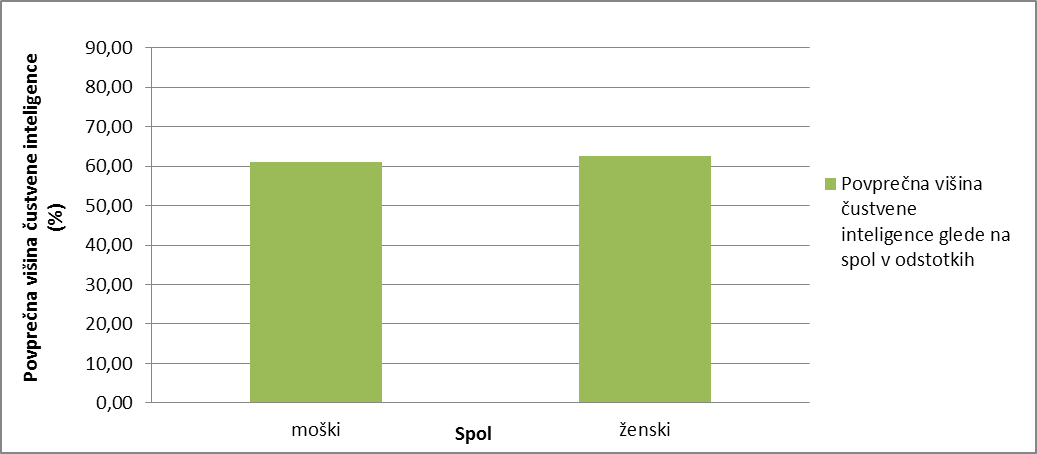 Povprečna višina čustvene inteligence
(%)
90,00
80,00
70,00
60,00
50,00
40,00
30,00
20,00
10,00
0,00
moški
ženski
Spol
Povprečna višina
čustvene
inteligence glede na
spol v odstotkih